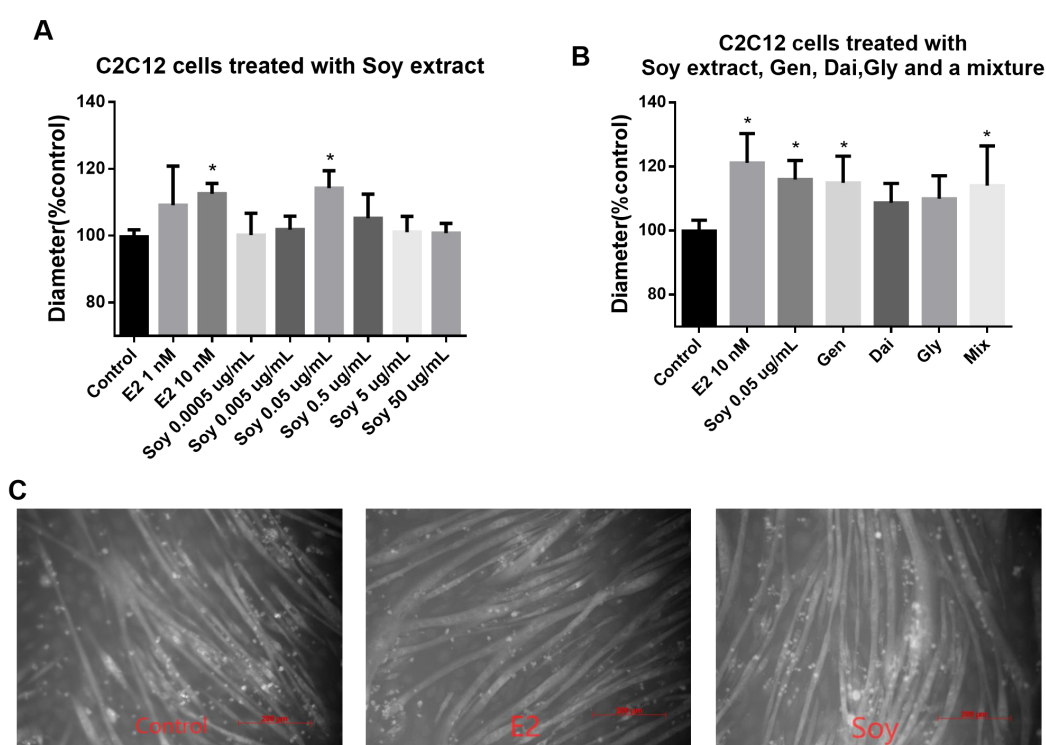 A
C2C12 cells treated with Soy extract
140
120
100
80
Diameter(%control)
*
*
Control
E2 1 nM
E2 10 nM
Soy 0.0005 ug/mL
Soy 0.005 ug/mL
Soy 0.05 ug/mL
Soy 0.5 ug/mL
Soy 5 ug/mL
Soy 50 ug/mL
B
C2C12 cells treated with
Soy extract, Gen, Dai,Gly and a mixture
140
120
100
80
Diameter(%control)
*
*
*
*
Control
E2 10 nM
Soy 0.05 ug/mL
Gen
Dai
Gly
Mix
C
Control
E2
Soy